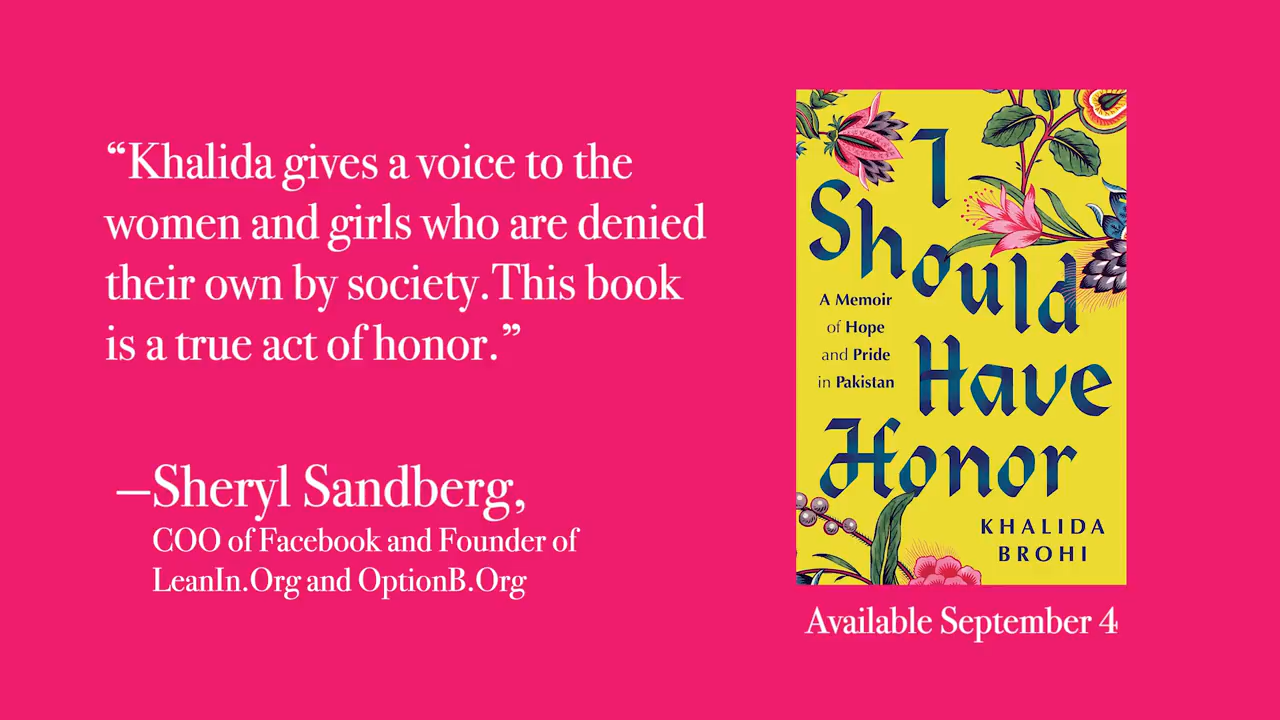 “Khalida gives a voice to the
women and girls who are denied
their own by society.This book
is a true act of honor.”
—Sheryl Sandberg,
COO of Facebook and Founder of
LeanIn.Org and OptionB.Org
I
Should
Have
Honor
A Memoir
of Hope
and Pride
in Pakistan
KHALIDA
BROHI
Available September 4